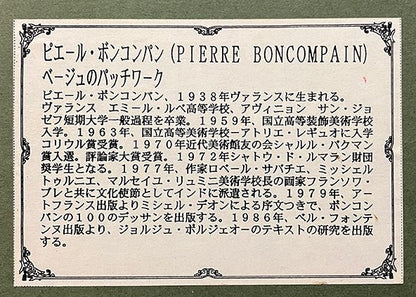 ピエール・ボンコンパン(PIERRE BONCOMPAIN)
ベージュのパッチワーク
ピエール・ボンコンパン、1938年ヴァランスに生まれる。
ヴァランス エミール・ルベ高等学校、アヴィニョン サン・ジョ
ゼフ短期大学一般過程を卒業。1959年、国立高等装飾美術学校
入学。1963年、国立高等美術学校－アトリエ・レギュオに入学
コリウル賞受賞。1970年近代美術館友の会シャルル・パクマン
賞入選。評論家大賞受賞。1972年シャトウ・ド・ルマラン財団
奨学生となる。1977年、作家ロベール・サバチエ、ミッシェル
トゥルニエ、マルセイユ・リュミニ美術学校長の画家フランソワ・
ブレと共に文化使節としてインドに派遣される。1979年、アー
トフランス出版よりミシェル・デオンによる序文つきで、ボンコン
パンの100のデッサンを出版する。1986年、ベル・フォンテ
ーヌ出版より、ジョルジュ・ボルジェオーのテキストの研究を出版
する。